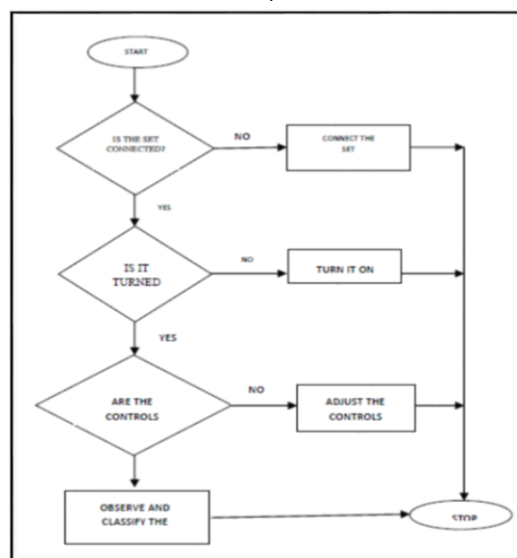 START
IS THE SET
CONNECTED?
NO
CONNECT THE
SET
YES
IS IT
TURNED
NO
TURN IT ON
YES
ARE THE
CONTROLS
NO
ADJUST THE
CONTROLS
OBSERVE AND
CLASSIFY THE
STOP